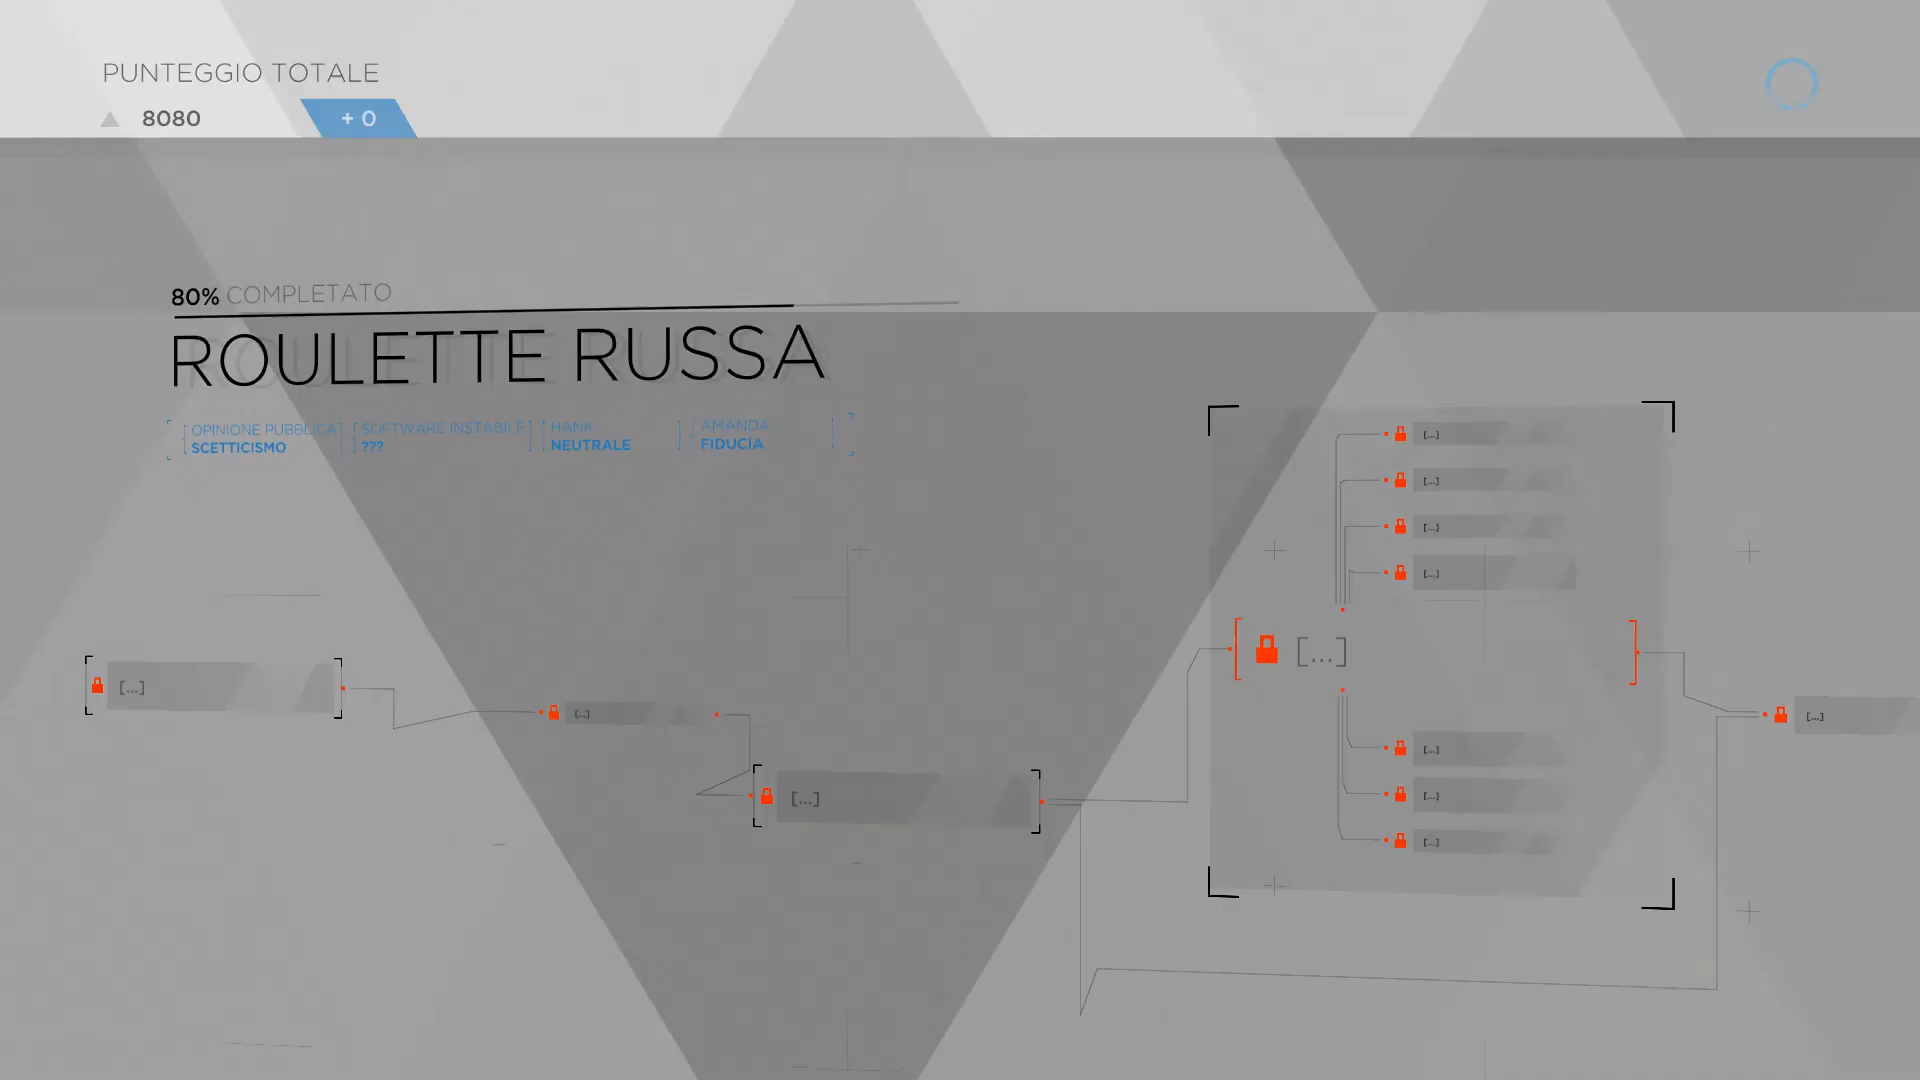 PUNTEGGIO TOTALE
8080
+ 0
80% COMPLETATO
ROULETTE RUSSA
OPINIONE PUBBLICA
SCETTICISMO
SOFTWARE INSTABILE
???
HANK
NEUTRALE
AMANDA
FIDUCIA
[...]
[...]
[...]
[...]
[...]
[...]
[...]
[...]
[...]
[...]
[...]
[...]